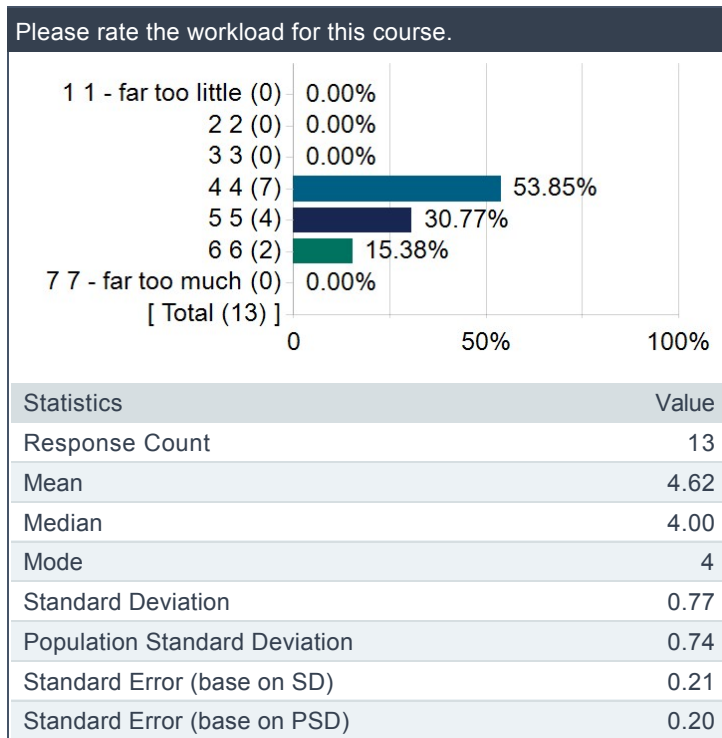 Please rate the workload for this course.
1 1 - far too little (0) 0.00%
2 2 (0) 0.00%
3 3 (0) 0.00%
4 4 (7) 53.85%
5 5 (4) 30.77%
6 6 (2) 15.38%
7 7 - far too much (0) 0.00%
[ Total (13) ]
0 50% 100%
Statistics Value
Response Count 13
Mean 4.62
Median 4.00
Mode 4
Standard Deviation 0.77
Population Standard Deviation 0.74
Standard Error (base on SD) 0.21
Standard Error (base on PSD) 0.20